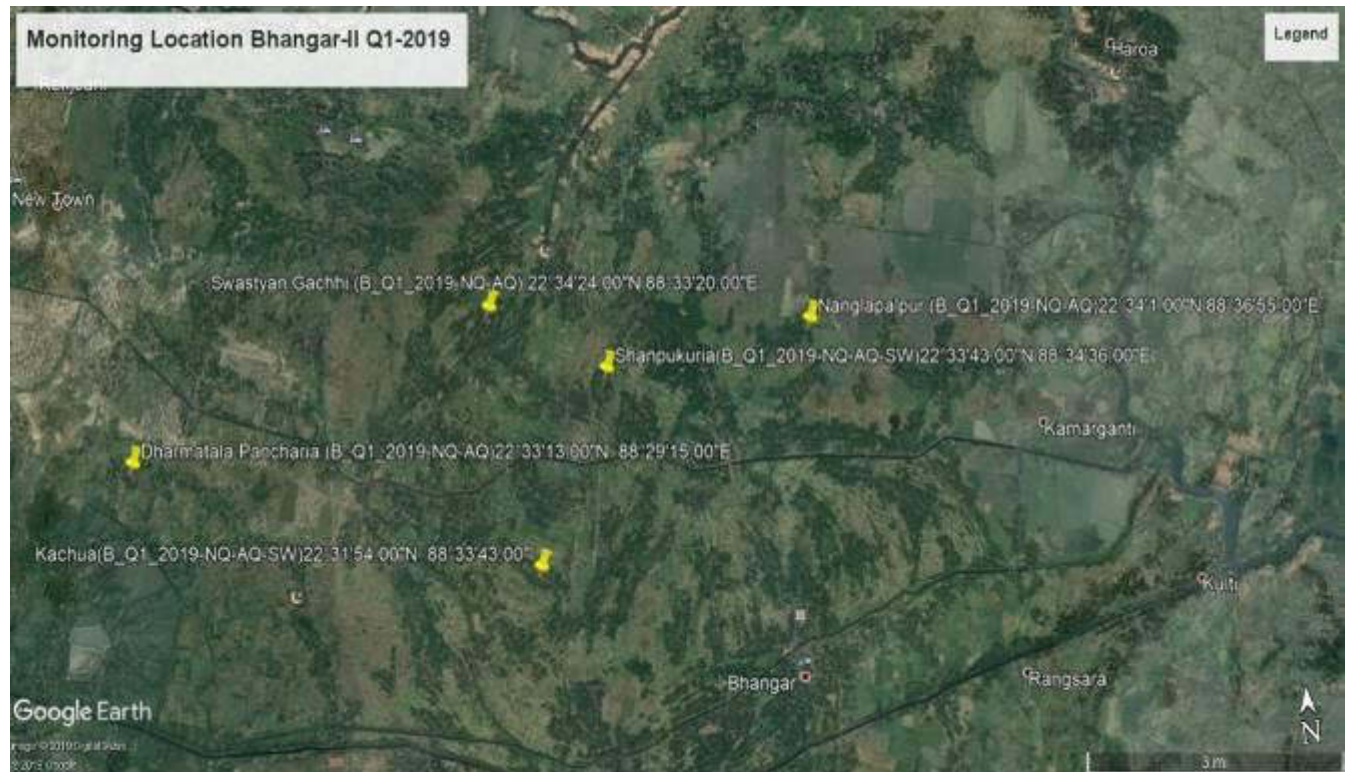 Monitoring Location Bhangar-II Q1-2019
Legend
Haroa
New Town
Swastyan Gachhi (B_Q1_2019-NQ-AQ) 22°34'24.00"N 88°33'20.00"E
Nanglapalpur (B_Q1_2019-NQ-AQ)22°34'1.00"N 88°36'55.00"E
Shanpukuria(B_Q1_2019-NQ-AQ-SW)22°33'43.00"N 88°34'36.00"E
Kamarganti
Dharmatala Pancharia (B_Q1_2019-NQ-AQ)22°33'13.00"N 88°29'15.00"E
Kachua(B_Q1_2019-NQ-AQ-SW)22°31'54.00"N 88°33'43.00"
Kulti
Bhangar
Rangsara
Google Earth
N
© 2019 Google